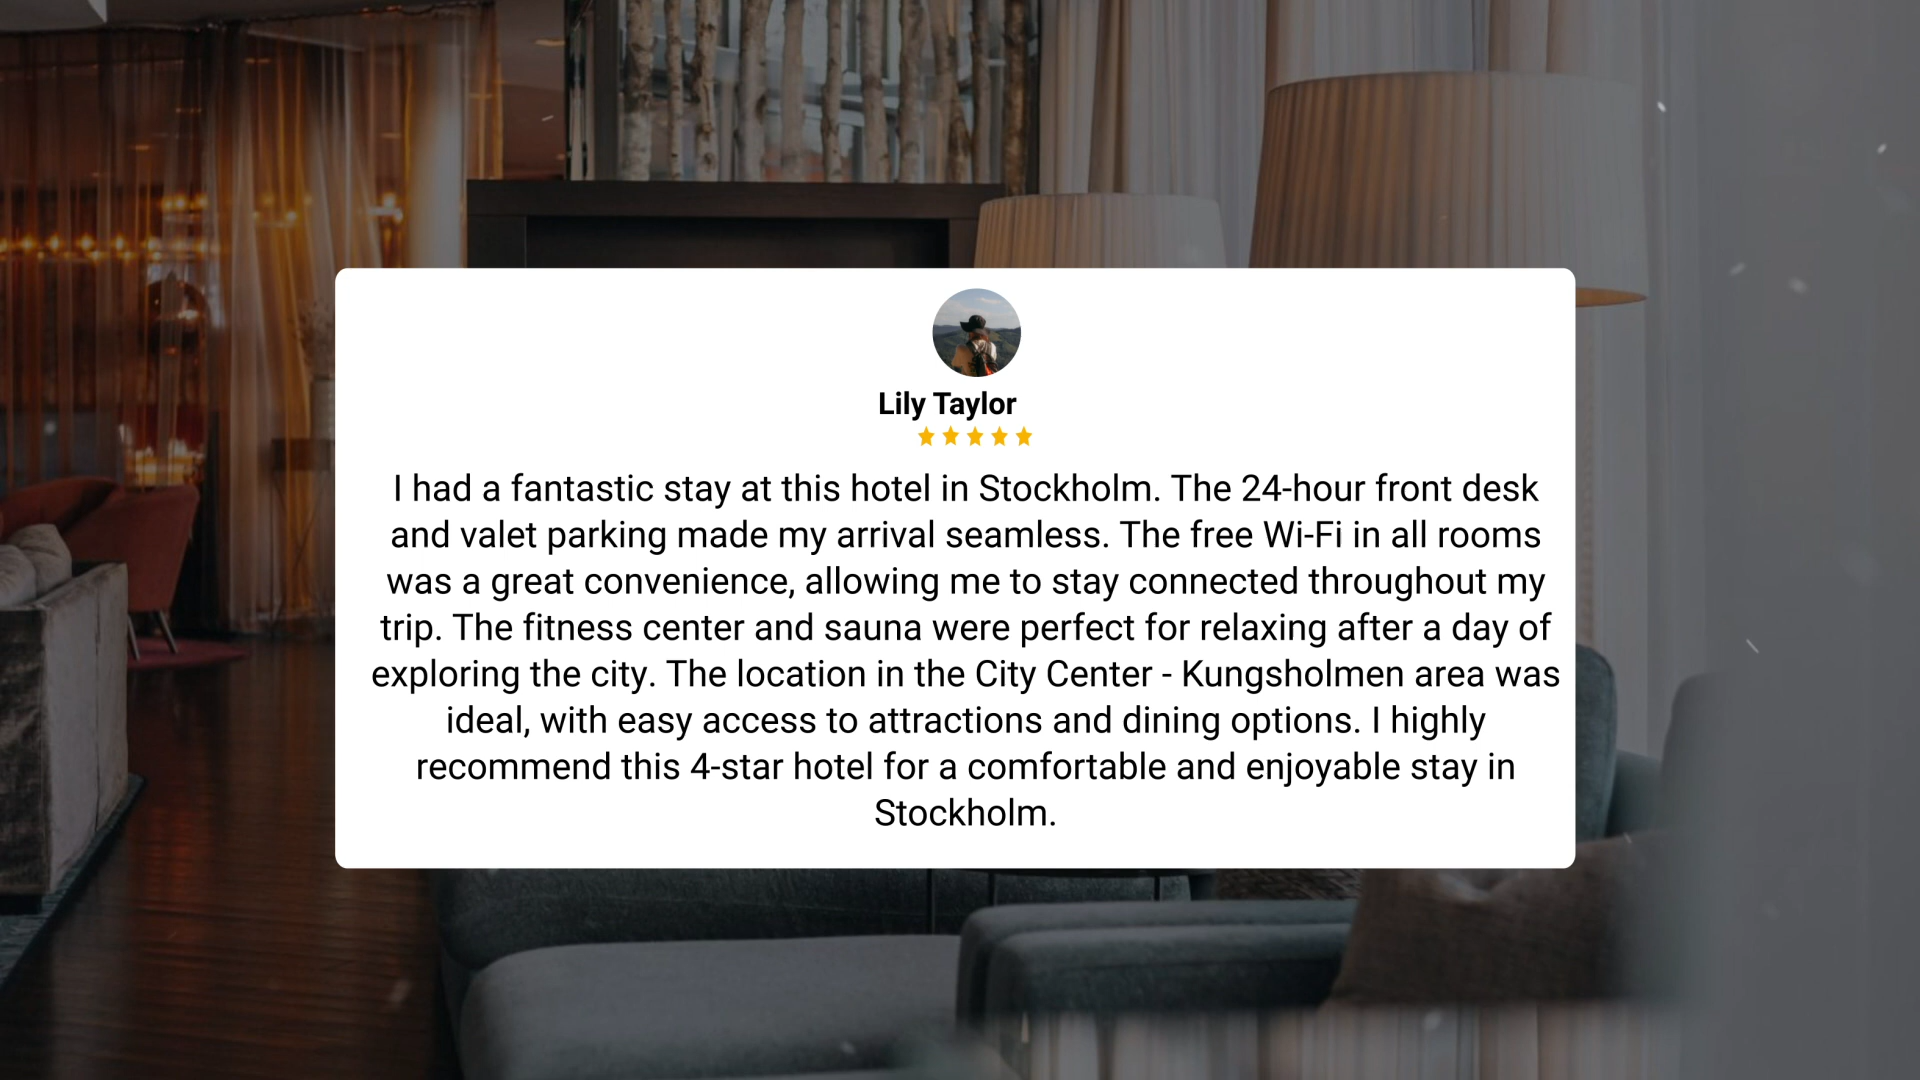 Lily Taylor
I had a fantastic stay at this hotel in Stockholm. The 24-hour front desk
and valet parking made my arrival seamless. The free Wi-Fi in all rooms
was a great convenience, allowing me to stay connected throughout my
trip. The fitness center and sauna were perfect for relaxing after a day of
exploring the city. The location in the City Center - Kungsholmen area was
ideal, with easy access to attractions and dining options. I highly
recommend this 4-star hotel for a comfortable and enjoyable stay in
Stockholm.